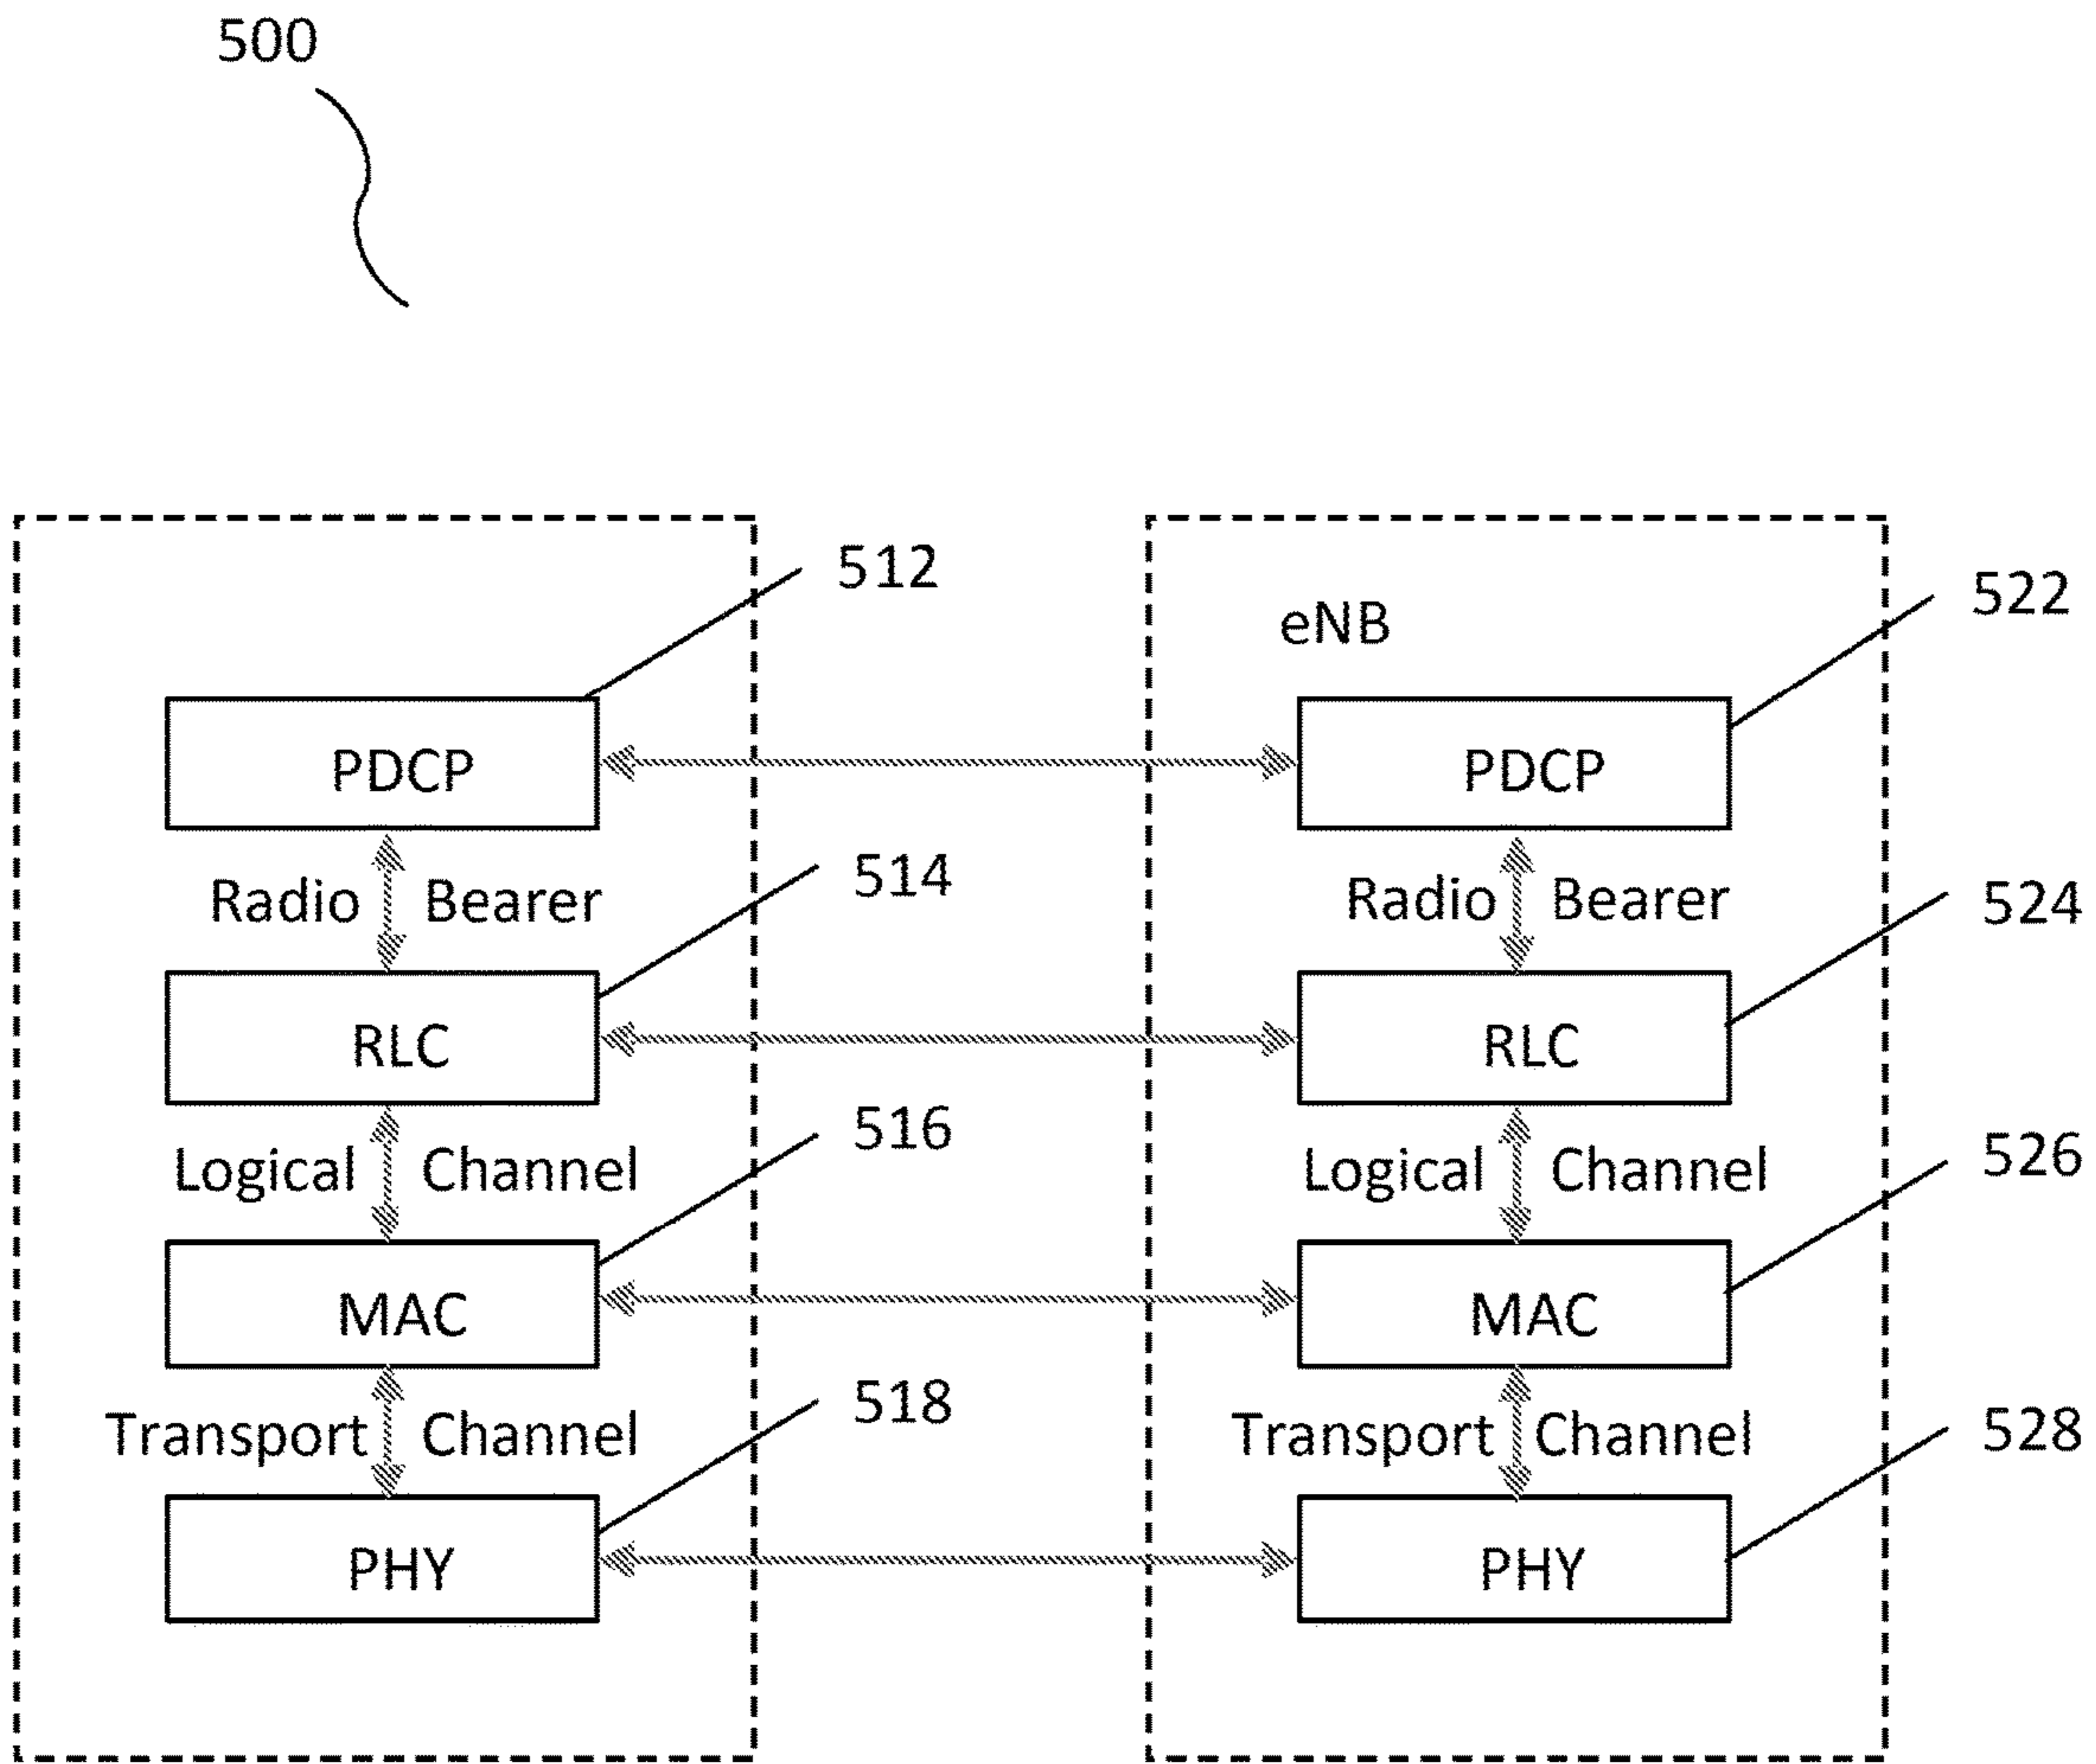 500
512
522
eNB
PDCP
PDCP
514
524
Radio Bearer
Radio Bearer
RLC
RLC
516
526
Logical Channel
Logical Channel
MAC
MAC
518
528
Transport Channel
Transport Channel
PHY
PHY